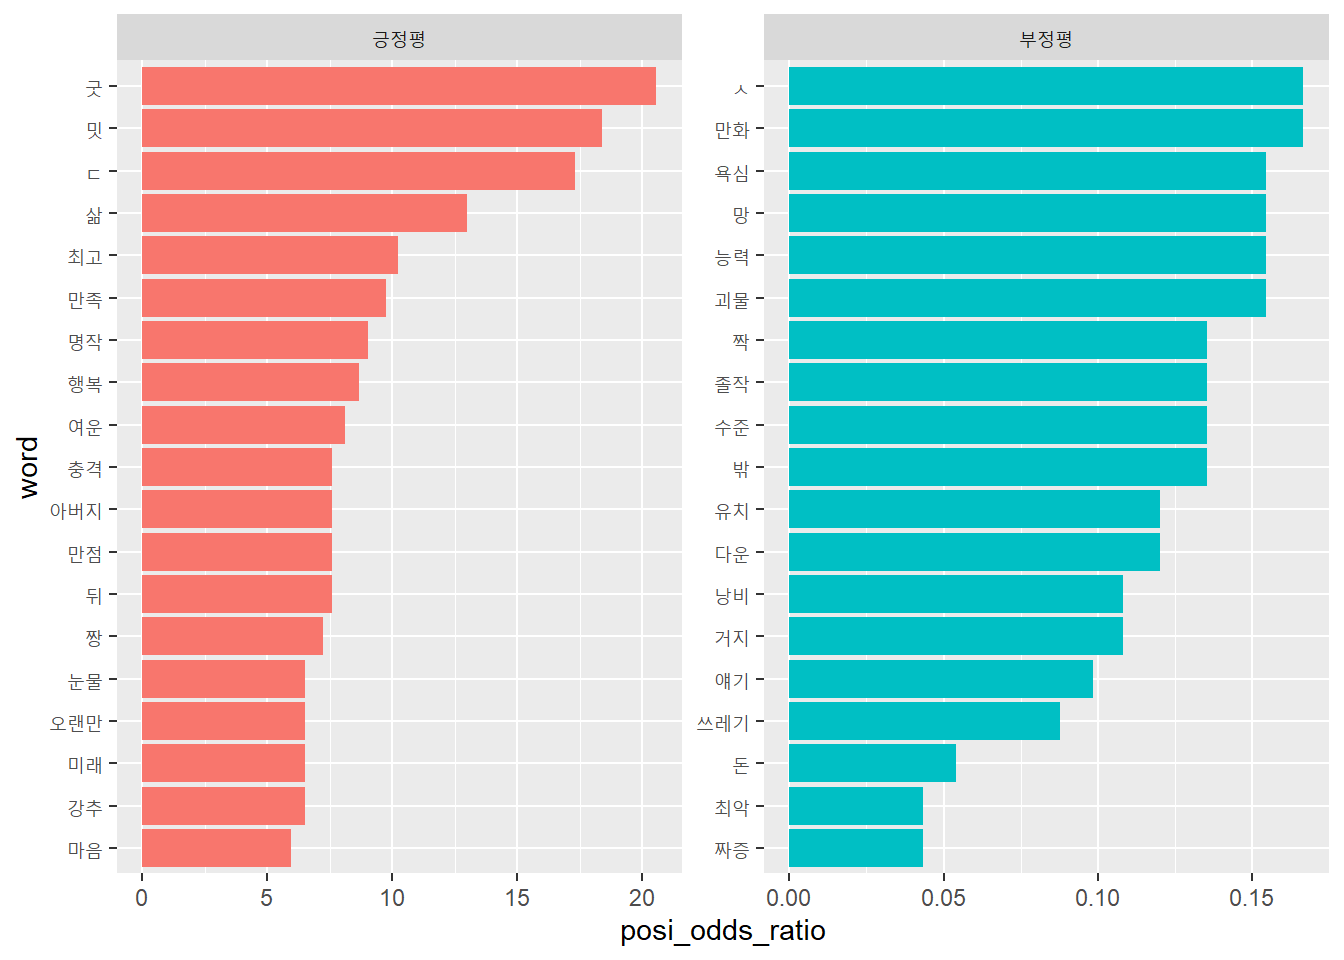 긍정평
굿
밋
ㄷ
삶
최고
만족
명작
행복
여운
충격
아버지
만점
뒤
짱
눈물
오랜만
미래
강추
마음
0 5 10 15 20
부정평
ㅅ
만화
욕심
망
능력
괴물
짝
졸작
수준
밖
유치
다운
낭비
거지
얘기
쓰레기
돈
최악
짜증
0.00 0.05 0.10 0.15
word
posi_odds_ratio